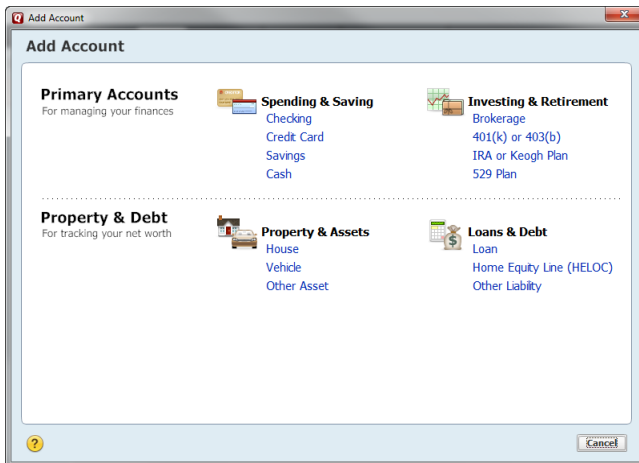 Add Account
Add Account
Primary Accounts
For managing your finances
Spending & Saving
Checking
Credit Card
Savings
Cash
Investing & Retirement
Brokerage
401(k) or 403(b)
IRA or Keogh Plan
529 Plan
Property & Debt
For tracking your net worth
Property & Assets
House
Vehicle
Other Asset
Loans & Debt
Loan
Home Equity Line (HELOC)
Other Liability
?
Cancel